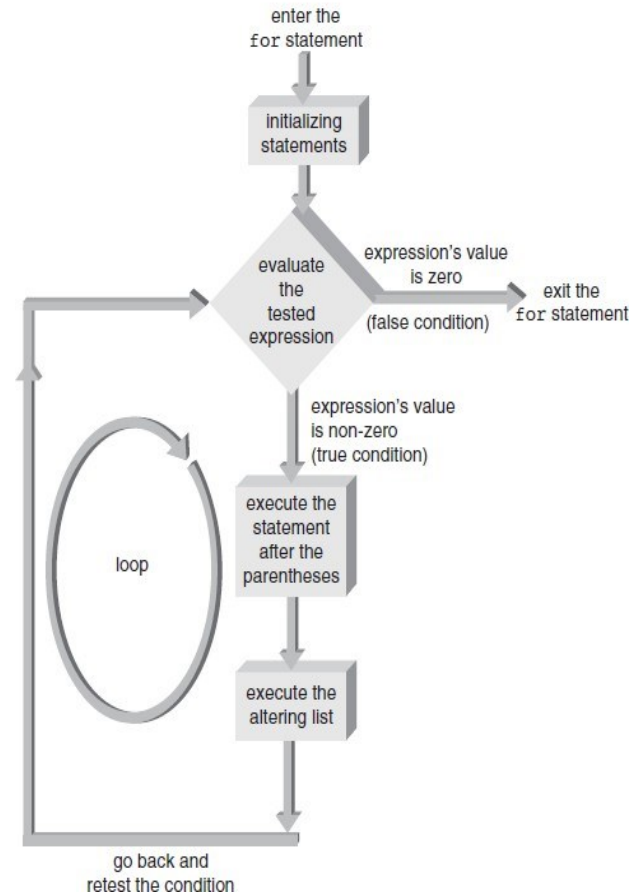 enter the
for statement
initializing
statements
evaluate
the
tested
expression
expression's value
is zero
(false condition)
exit the
for statement
expression's value
is non-zero
(true condition)
execute the
statement
after the
parentheses
loop
execute the
altering list
go back and
retest the condition